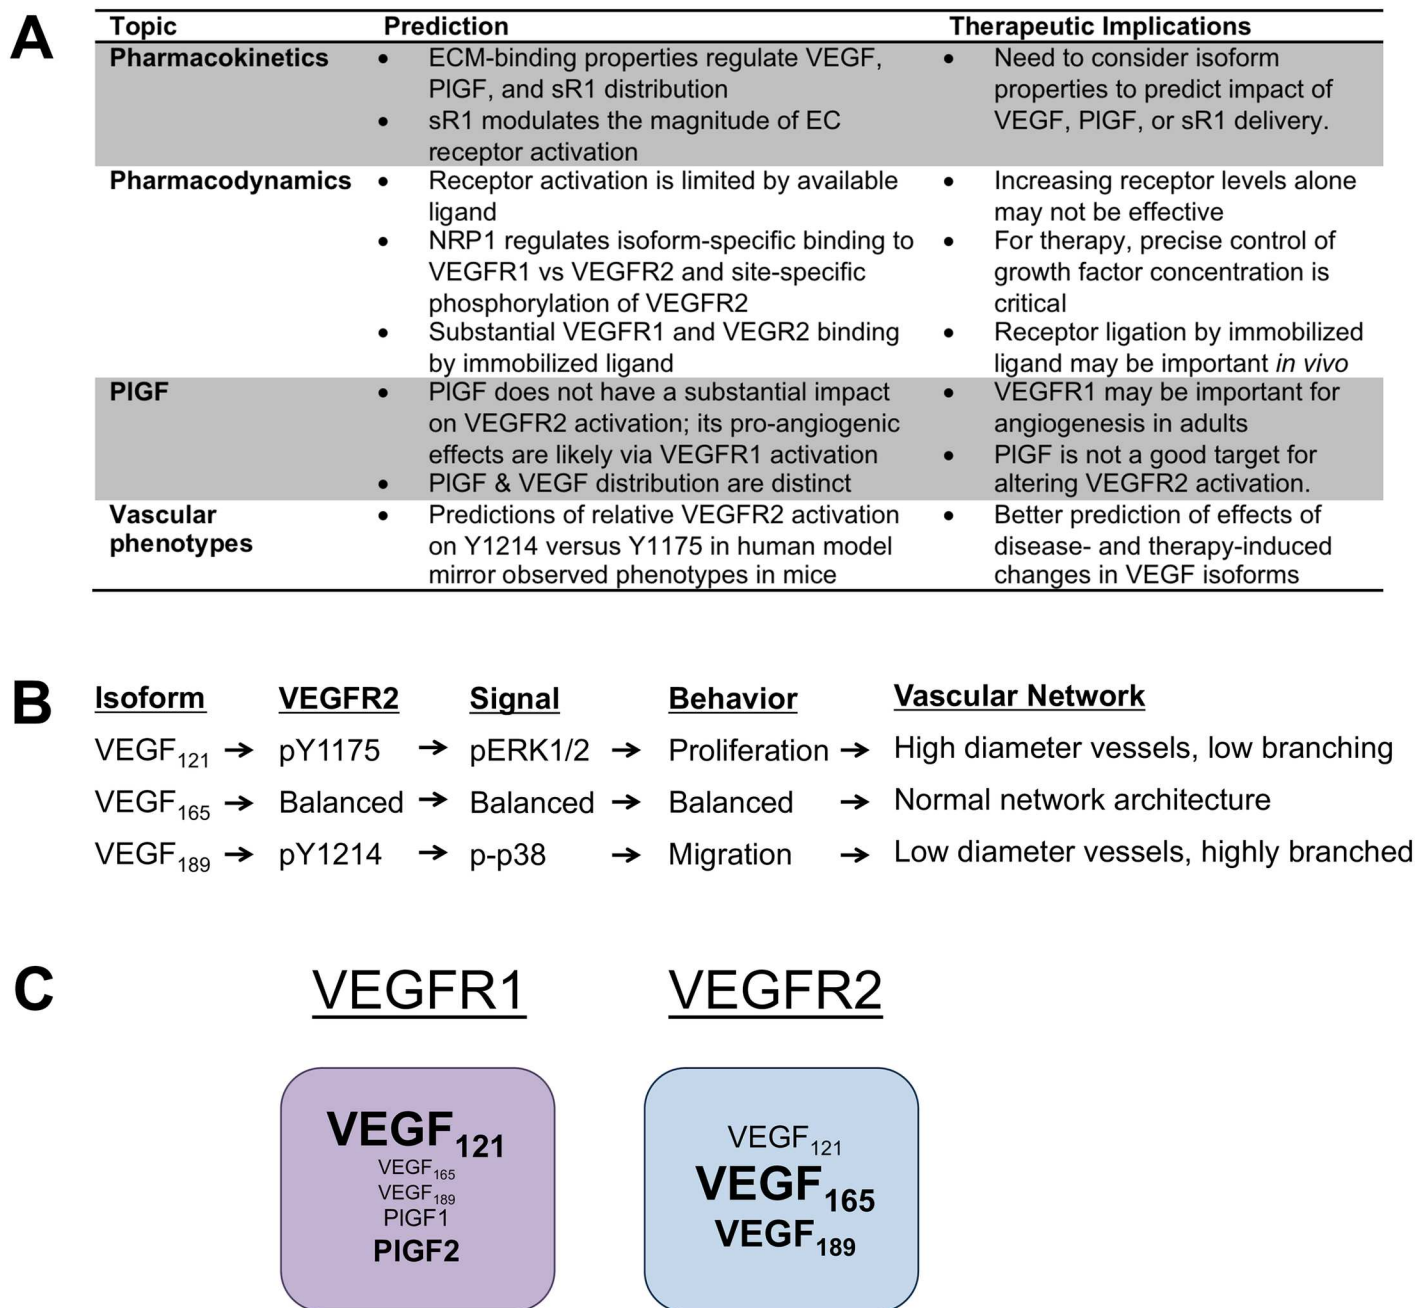 A
Topic Prediction Therapeutic Implications
Pharmacokinetics • ECM-binding properties regulate VEGF, • Need to consider isoform
PlGF, and sR1 distribution properties to predict impact of
• sR1 modulates the magnitude of EC VEGF, PlGF, or sR1 delivery.
receptor activation
Pharmacodynamics • Receptor activation is limited by available • Increasing receptor levels alone
ligand may not be effective
• NRP1 regulates isoform-specific binding to • For therapy, precise control of
VEGFR1 vs VEGFR2 and site-specific growth factor concentration is
phosphorylation of VEGFR2 critical
• Substantial VEGFR1 and VEGR2 binding • Receptor ligation by immobilized
by immobilized ligand ligand may be important in vivo
PlGF • PlGF does not have a substantial impact • VEGFR1 may be important for
on VEGFR2 activation; its pro-angiogenic angiogenesis in adults
effects are likely via VEGFR1 activation • PlGF is not a good target for
• PlGF & VEGF distribution are distinct altering VEGFR2 activation.
Vascular • Predictions of relative VEGFR2 activation • Better prediction of effects of
phenotypes on Y1214 versus Y1175 in human model disease- and therapy-induced
mirror observed phenotypes in mice changes in VEGF isoforms
B
Isoform VEGFR2 Signal Behavior Vascular Network
VEGF121 → pY1175 → pERK1/2 → Proliferation → High diameter vessels, low branching
VEGF165 → Balanced → Balanced → Balanced → Normal network architecture
VEGF189 → pY1214 → p-p38 → Migration → Low diameter vessels, highly branched
C
VEGFR1 VEGFR2
VEGF121
VEGF165
VEGF189
PlGF1
PlGF2
VEGF121
VEGF165
VEGF189